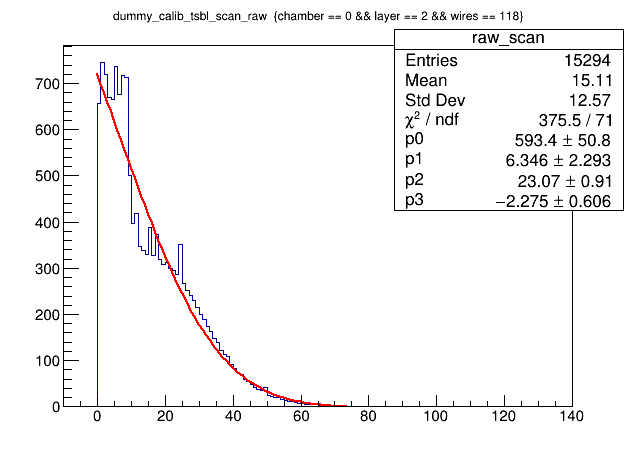 dummy_calib_tsbl_scan_raw {chamber == 0 && layer == 2 && wires == 118}
raw_scan
Entries 15294
Mean 15.11
Std Dev 12.57
χ² / ndf 375.5 / 71
p0 593.4 ± 50.8
p1 6.346 ± 2.293
p2 23.07 ± 0.91
p3 −2.275 ± 0.606
700
600
500
400
300
200
100
0
0 20 40 60 80 100 120 140